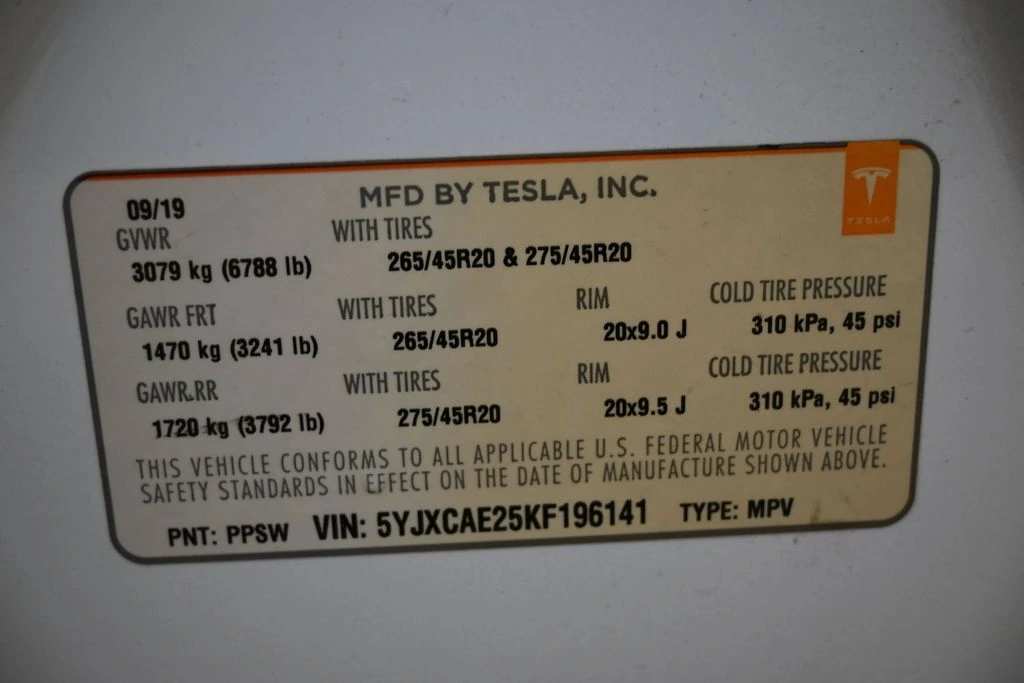 09/19 MFD BY TESLA, INC.
TESLA
GVWR WITH TIRES
3079 kg (6788 lb) 265/45R20 & 275/45R20
GAWR FRT WITH TIRES RIM COLD TIRE PRESSURE
1470 kg (3241 lb) 265/45R20 20x9.0 J 310 kPa, 45 psi
GAWR RR WITH TIRES RIM COLD TIRE PRESSURE
1720 kg (3792 lb) 275/45R20 20x9.5 J 310 kPa, 45 psi
THIS VEHICLE CONFORMS TO ALL APPLICABLE U.S. FEDERAL MOTOR VEHICLE
SAFETY STANDARDS IN EFFECT ON THE DATE OF MANUFACTURE SHOWN ABOVE.
PNT: PPSW VIN: 5YJXCAE25KF196141 TYPE: MPV